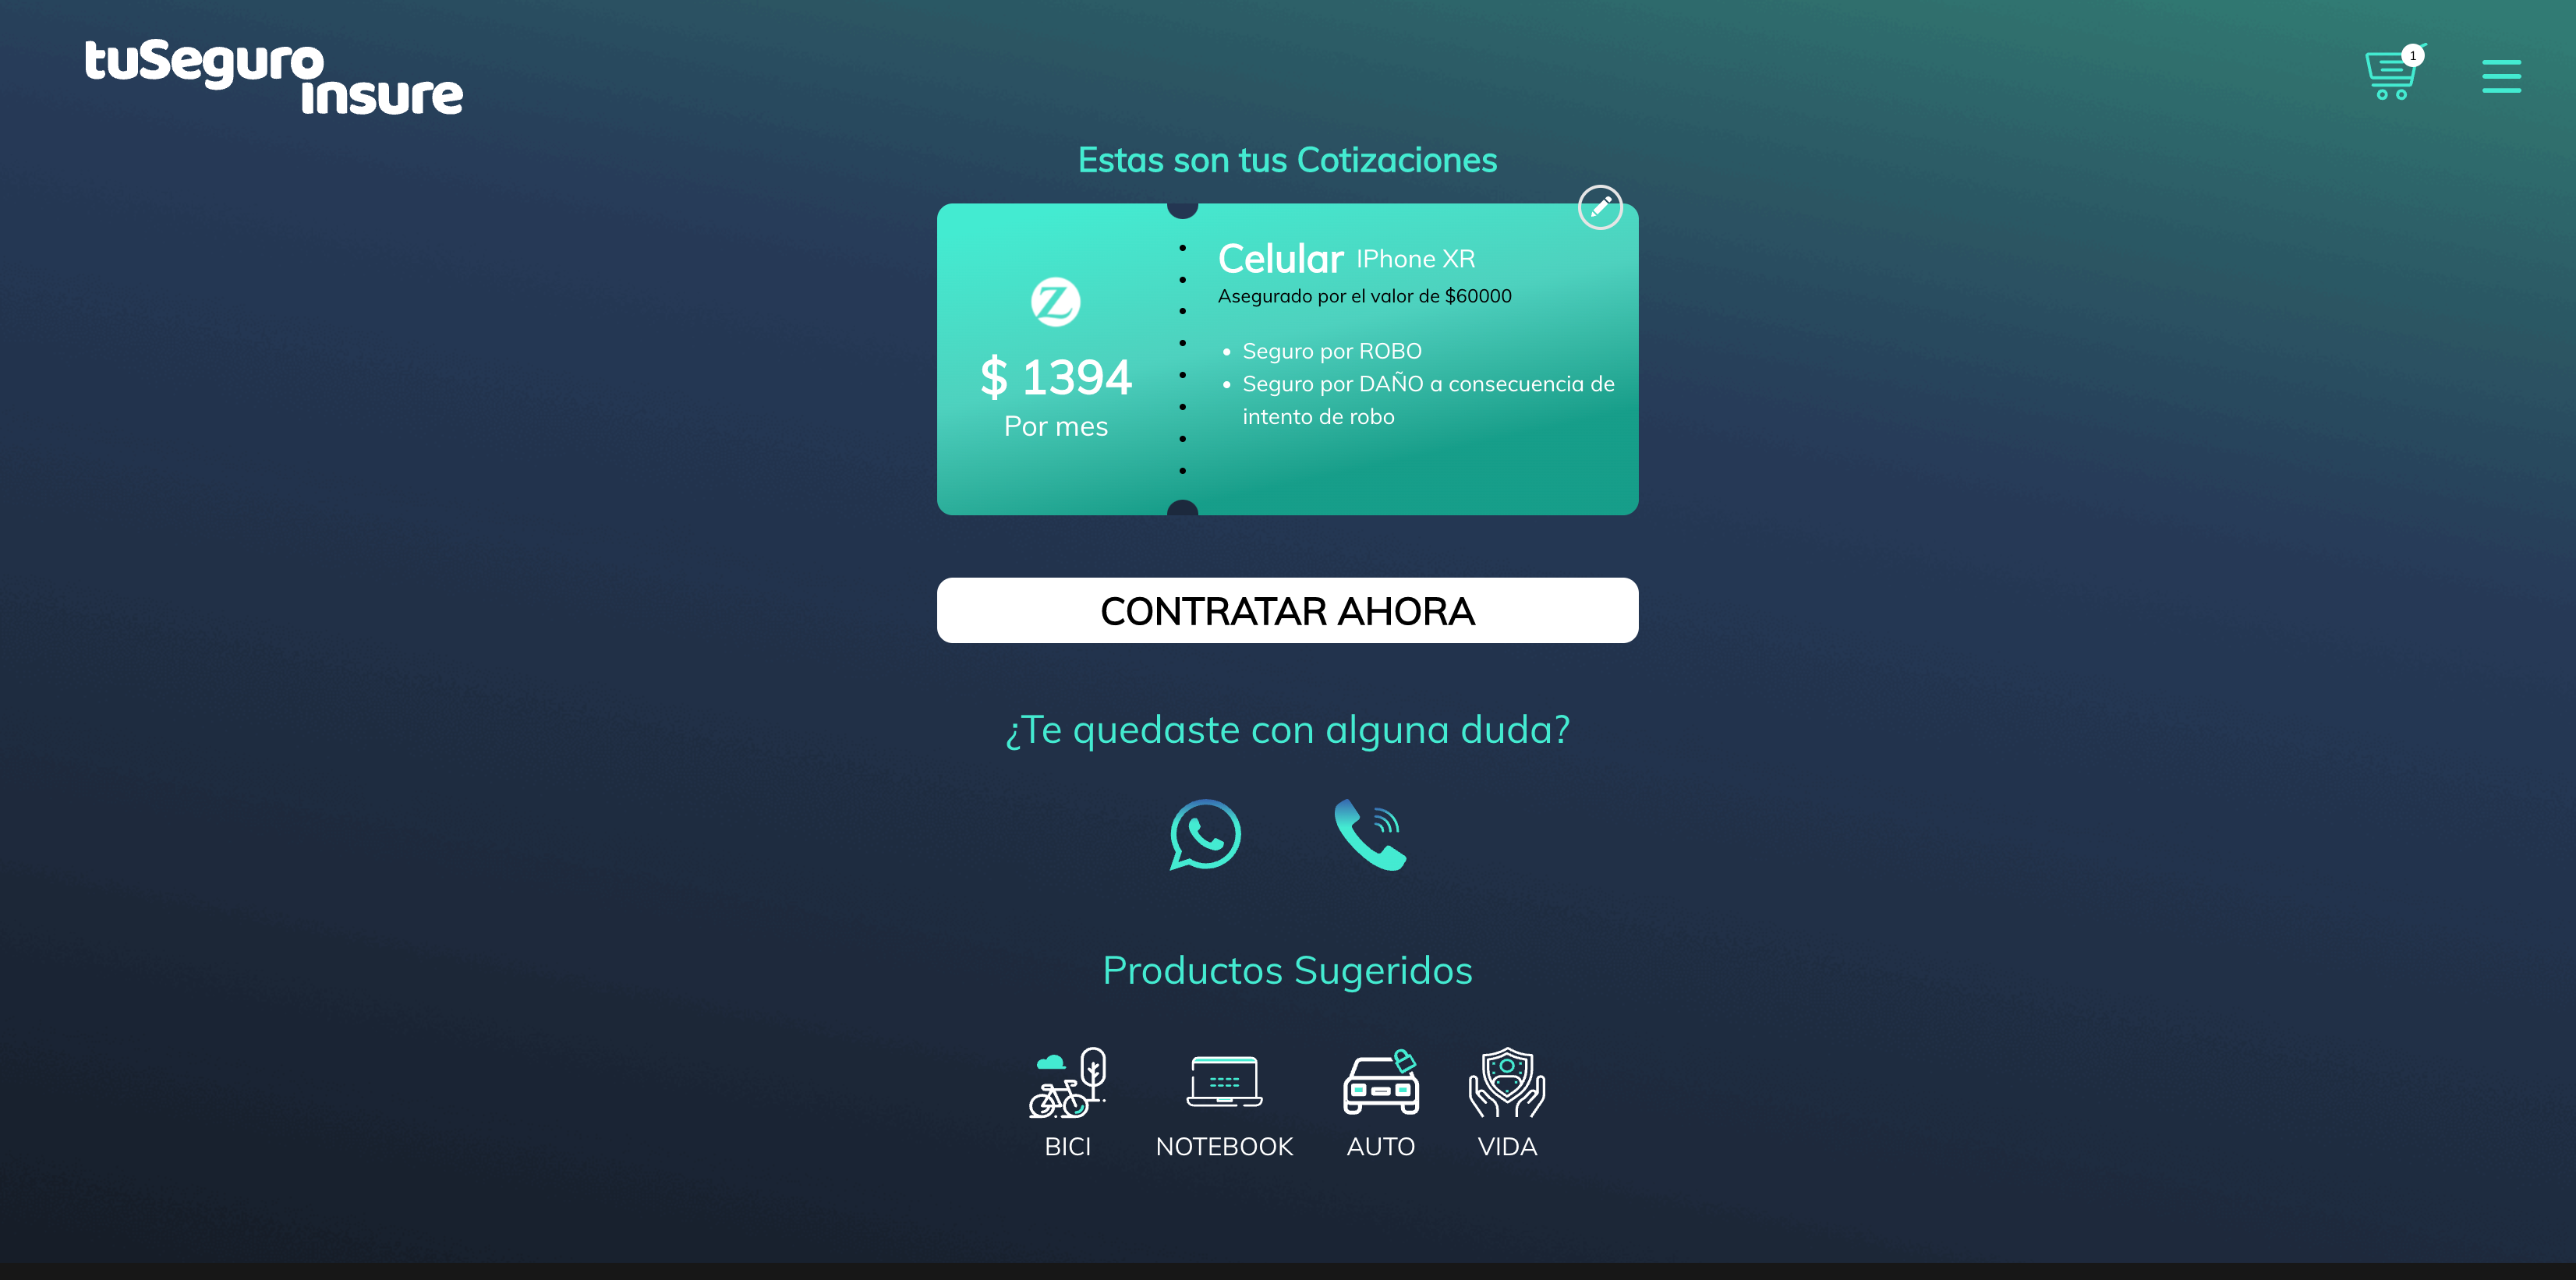 tuSeguro
insure
1
Estas son tus Cotizaciones
Celular IPhone XR
Asegurado por el valor de $60000
Z
$ 1394
Por mes
• Seguro por ROBO
• Seguro por DAÑO a consecuencia de
intento de robo
CONTRATAR AHORA
¿Te quedaste con alguna duda?
Productos Sugeridos
BICI
NOTEBOOK
AUTO
VIDA